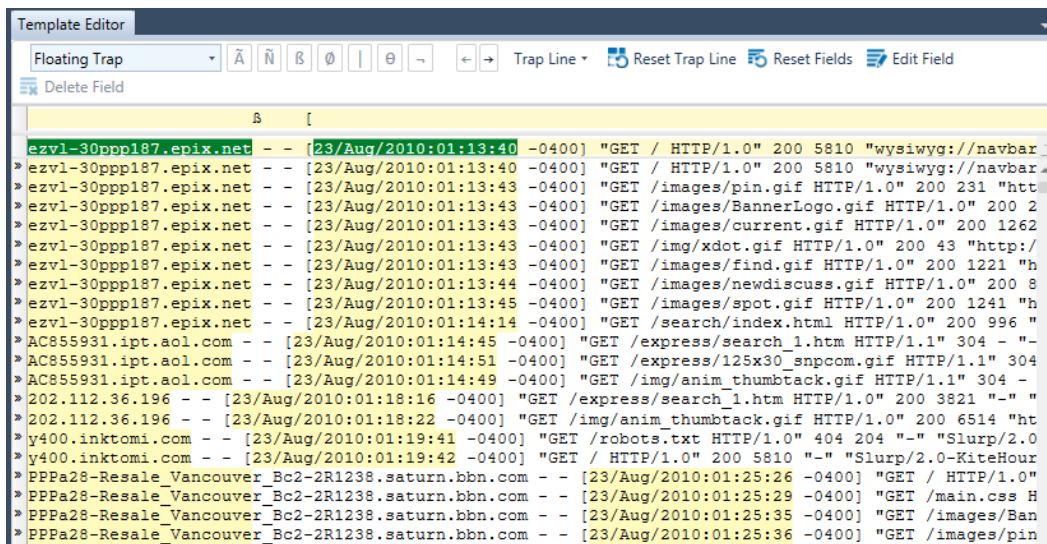 Template Editor
Floating Trap Ã Ñ ß Ø | θ ¬ ← → Trap Line Reset Trap Line Reset Fields Edit Field
Delete Field
ß [
ezvl-30ppp187.epix.net - - [23/Aug/2010:01:13:40 -0400] "GET / HTTP/1.0" 200 5810 "wysiwyg://navbar
» ezvl-30ppp187.epix.net - - [23/Aug/2010:01:13:40 -0400] "GET / HTTP/1.0" 200 5810 "wysiwyg://navbar
» ezvl-30ppp187.epix.net - - [23/Aug/2010:01:13:43 -0400] "GET /images/pin.gif HTTP/1.0" 200 231 "htt
» ezvl-30ppp187.epix.net - - [23/Aug/2010:01:13:43 -0400] "GET /images/BannerLogo.gif HTTP/1.0" 200 2
» ezvl-30ppp187.epix.net - - [23/Aug/2010:01:13:43 -0400] "GET /images/current.gif HTTP/1.0" 200 1262
» ezvl-30ppp187.epix.net - - [23/Aug/2010:01:13:43 -0400] "GET /img/xdot.gif HTTP/1.0" 200 43 "http:/
» ezvl-30ppp187.epix.net - - [23/Aug/2010:01:13:43 -0400] "GET /images/find.gif HTTP/1.0" 200 1221 "h
» ezvl-30ppp187.epix.net - - [23/Aug/2010:01:13:44 -0400] "GET /images/newdiscuss.gif HTTP/1.0" 200 8
» ezvl-30ppp187.epix.net - - [23/Aug/2010:01:13:45 -0400] "GET /images/spot.gif HTTP/1.0" 200 1241 "h
» ezvl-30ppp187.epix.net - - [23/Aug/2010:01:14:14 -0400] "GET /search/index.html HTTP/1.0" 200 996 "
» AC855931.ipt.aol.com - - [23/Aug/2010:01:14:45 -0400] "GET /express/search_1.htm HTTP/1.1" 304 - "-
» AC855931.ipt.aol.com - - [23/Aug/2010:01:14:51 -0400] "GET /express/125x30_snpcom.gif HTTP/1.1" 304
» AC855931.ipt.aol.com - - [23/Aug/2010:01:14:49 -0400] "GET /img/anim_thumbtack.gif HTTP/1.1" 304 -
» 202.112.36.196 - - [23/Aug/2010:01:18:16 -0400] "GET /express/search_1.htm HTTP/1.0" 200 3821 "-" "
» 202.112.36.196 - - [23/Aug/2010:01:18:22 -0400] "GET /img/anim_thumbtack.gif HTTP/1.0" 200 6514 "ht
» y400.inktomi.com - - [23/Aug/2010:01:19:41 -0400] "GET /robots.txt HTTP/1.0" 404 204 "-" "Slurp/2.0
» y400.inktomi.com - - [23/Aug/2010:01:19:42 -0400] "GET / HTTP/1.0" 200 5810 "-" "Slurp/2.0-KiteHour
» PPPa28-Resale_Vancouver_Bc2-2R1238.saturn.bbn.com - - [23/Aug/2010:01:25:26 -0400] "GET / HTTP/1.0"
» PPPa28-Resale_Vancouver_Bc2-2R1238.saturn.bbn.com - - [23/Aug/2010:01:25:29 -0400] "GET /main.css H
» PPPa28-Resale_Vancouver_Bc2-2R1238.saturn.bbn.com - - [23/Aug/2010:01:25:35 -0400] "GET /images/Ban
» PPPa28-Resale_Vancouver_Bc2-2R1238.saturn.bbn.com - - [23/Aug/2010:01:25:36 -0400] "GET /images/pin